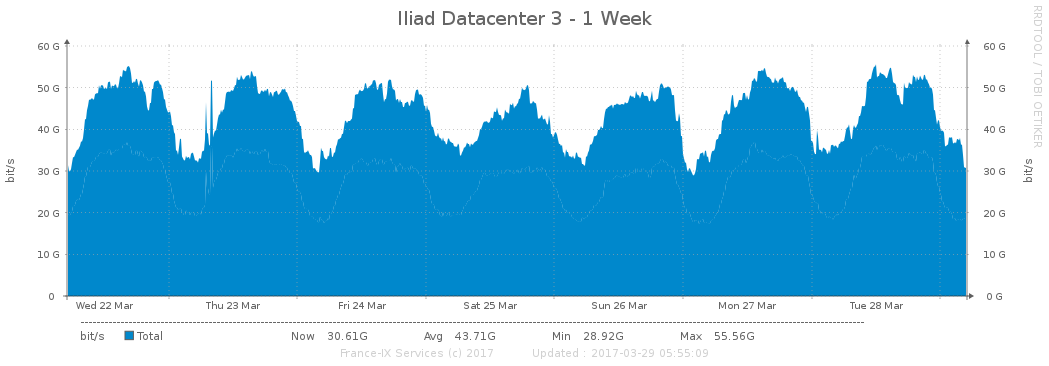 Iliad Datacenter 3 - 1 Week
RRDTOOL / TOBI OETIKER
60 G 60 G
50 G 50 G
40 G 40 G
30 G 30 G
20 G 20 G
10 G 10 G
0 0 G
bit/s
bit/s
Wed 22 Mar Thu 23 Mar Fri 24 Mar Sat 25 Mar Sun 26 Mar Mon 27 Mar Tue 28 Mar
bit/s Total Now 30.61G Avg 43.71G Min 28.92G Max 55.56G
France-IX Services (c) 2017 Updated : 2017-03-29 05:55:09